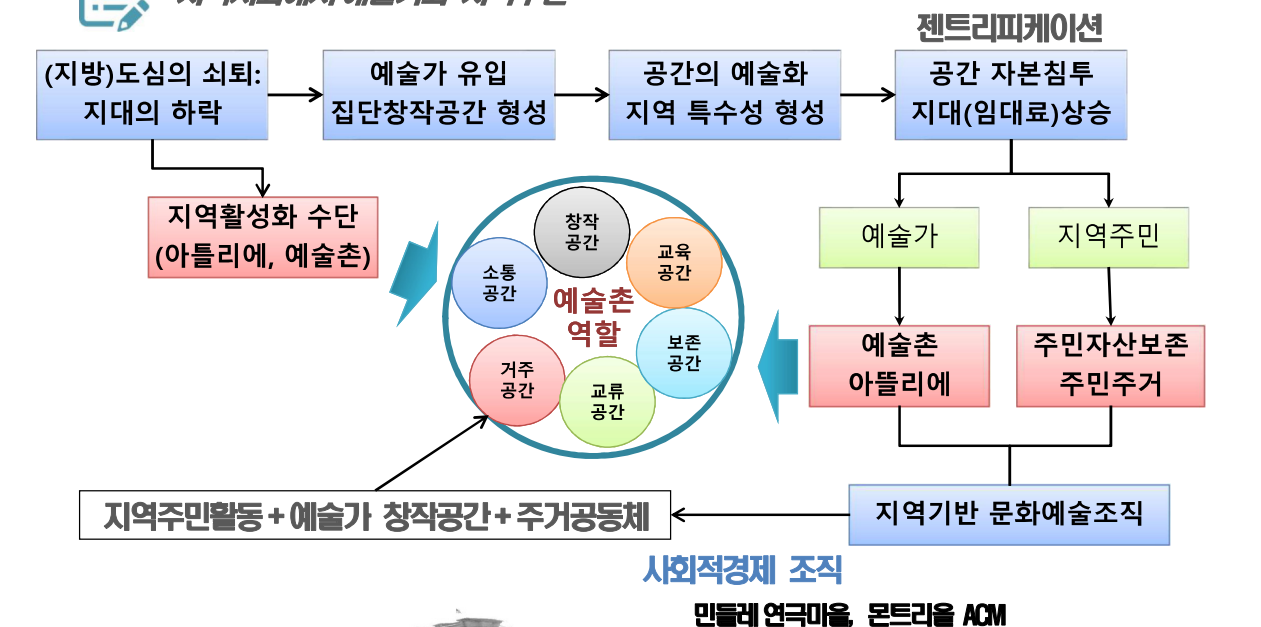 젠트리피케이션
(지방)도심의 쇠퇴:
지대의 하락
예술가 유입
집단창작공간 형성
공간의 예술화
지역 특수성 형성
공간 자본침투
지대(임대료)상승
지역활성화 수단
(아틀리에, 예술촌)
창작
공간
교육
공간
소통
공간
예술촌
역할
보존
공간
거주
공간
교류
공간
예술가
지역주민
예술촌
아뜰리에
주민자산보존
주민주거
지역주민활동 + 예술가 창작공간 + 주거공동체
지역기반 문화예술조직
사회적경제 조직
민들레 연극마을, 몬트리올 ACM